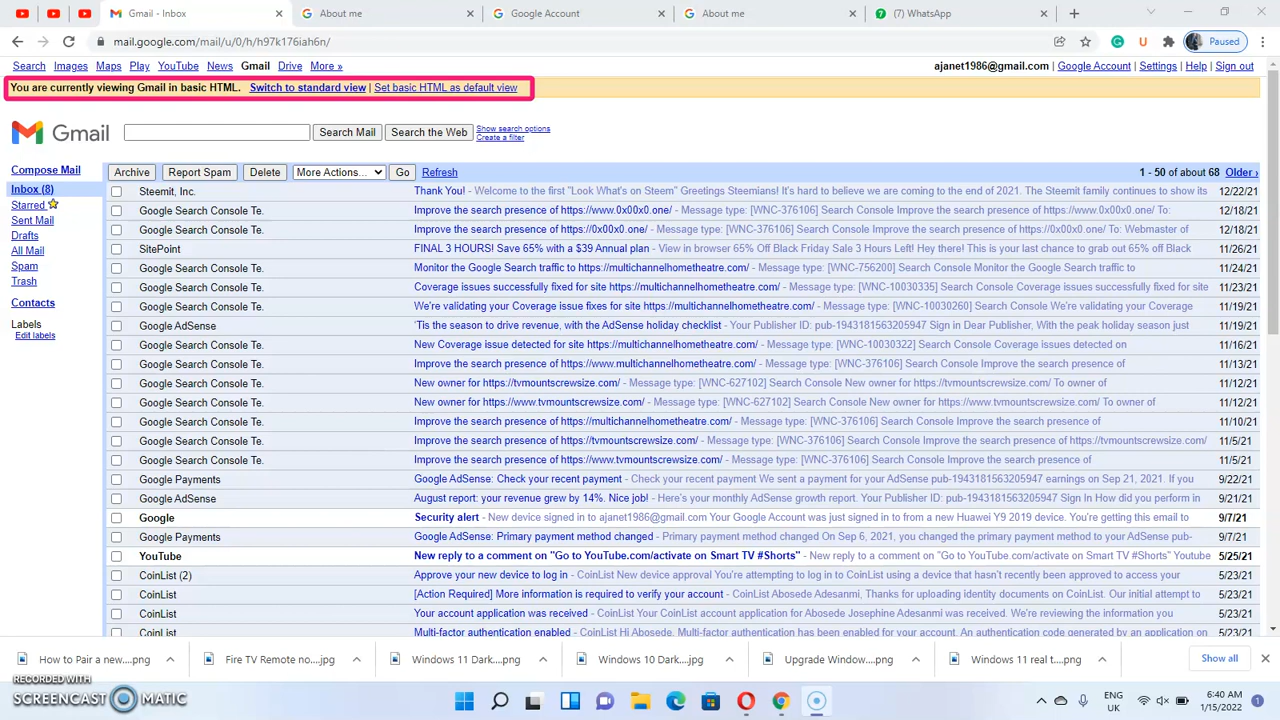 Gmail - Inbox
About me
Google Account
About me
(7) WhatsApp
mail.google.com/mail/u/0/h/h97k176iah6n/
Paused
Search Images Maps Play YouTube News Gmail Drive More »
ajanet1986@gmail.com | Google Account | Settings | Help | Sign out
You are currently viewing Gmail in basic HTML. Switch to standard view | Set basic HTML as default view
Gmail
Search Mail
Search the Web
Show search options
Create a filter
Compose Mail
Inbox (8)
Starred
Sent Mail
Drafts
All Mail
Spam
Trash
Contacts
Labels
Edit labels
Archive Report Spam Delete More Actions... Go Refresh 1 - 50 of about 68 Older ›
Steemit, Inc. Thank You! - Welcome to the first "Look What's on Steem" Greetings Steemians! It's hard to believe we are coming to the end of 2021. The Steemit family continues to show its 12/22/21
Google Search Console Te. Improve the search presence of https://www.0x00x0.one/ - Message type: [WNC-376106] Search Console Improve the search presence of https://www.0x00x0.one/ To: 12/18/21
Google Search Console Te. Improve the search presence of https://0x00x0.one/ - Message type: [WNC-376106] Search Console Improve the search presence of https://0x00x0.one/ To: Webmaster of 12/18/21
SitePoint FINAL 3 HOURS! Save 65% with a $39 Annual plan - View in browser 65% Off Black Friday Sale 3 Hours Left! Hey there! This is your last chance to grab out 65% off Black 11/26/21
Google Search Console Te. Monitor the Google Search traffic to https://multichannelhometheatre.com/ - Message type: [WNC-756200] Search Console Monitor the Google Search traffic to 11/24/21
Google Search Console Te. Coverage issues successfully fixed for site https://multichannelhometheatre.com/ - Message type: [WNC-10030335] Search Console Coverage issues successfully fixed for site 11/23/21
Google Search Console Te. We're validating your Coverage issue fixes for site https://multichannelhometheatre.com/ - Message type: [WNC-10030260] Search Console We're validating your Coverage 11/19/21
Google AdSense 'Tis the season to drive revenue, with the AdSense holiday checklist - Your Publisher ID: pub-1943181563205947 Sign in Dear Publisher, With the peak holiday season just 11/19/21
Google Search Console Te. New Coverage issue detected for site https://multichannelhometheatre.com/ - Message type: [WNC-10030322] Search Console Coverage issues detected on 11/16/21
Google Search Console Te. Improve the search presence of https://www.multichannelhometheatre.com/ - Message type: [WNC-376106] Search Console Improve the search presence of 11/13/21
Google Search Console Te. New owner for https://tvmountscrewsize.com/ - Message type: [WNC-627102] Search Console New owner for https://tvmountscrewsize.com/ To owner of 11/12/21
Google Search Console Te. New owner for https://www.tvmountscrewsize.com/ - Message type: [WNC-627102] Search Console New owner for https://www.tvmountscrewsize.com/ To owner of 11/12/21
Google Search Console Te. Improve the search presence of https://multichannelhometheatre.com/ - Message type: [WNC-376106] Search Console Improve the search presence of 11/10/21
Google Search Console Te. Improve the search presence of https://tvmountscrewsize.com/ - Message type: [WNC-376106] Search Console Improve the search presence of https://tvmountscrewsize.com/ 11/5/21
Google Search Console Te. Improve the search presence of https://www.tvmountscrewsize.com/ - Message type: [WNC-376106] Search Console Improve the search presence of 11/5/21
Google Payments Google AdSense: Check your recent payment - Check your recent payment We sent a payment for your AdSense 1943181563205947 earnings on Sep 21, 2021. If you 9/22/21
Google AdSense August report: your revenue grew by 14%. Nice job! - Here's your monthly AdSense growth report. Your Publisher ID: pub-1943181563205947 Sign In How did you perform in 9/21/21
Google Security alert - New device signed in to ajanet1986@gmail.com Your Google Account was just signed in to from a new Huawei Y9 2019 device. You're getting this email to 9/7/21
Google Payments Google AdSense: Primary payment method changed - Primary payment method changed On Sep 6, 2021, you changed the primary payment method to your AdSense pub- 9/7/21
YouTube New reply to a comment on "Go to YouTube.com/activate on Smart TV #Shorts" - New reply to a comment on "Go to YouTube.com/activate on Smart TV #Shorts" Youtube 5/25/21
CoinList (2) Approve your new device to log in - CoinList New device approval You're attempting to log in to CoinList using a device that hasn't recently been approved to access your 5/23/21
CoinList [Action Required] More information is required to verify your account - CoinList Abosede Adesanmi, Thanks for uploading identity documents on CoinList. Our initial attempt to 5/23/21
CoinList Your account application was received - CoinList Your CoinList account application for Abosede Josephine Adesanmi was received. We're reviewing the information you 5/23/21
CoinList Multi-factor authentication enabled - CoinList Hi Abosede, Multi-factor authentication has been enabled for your account. An authentication code generated by an application 5/23/21
How to Pair a new....png
Fire TV Remote no....jpg
Windows 11 Dark....png
Windows 10 Dark....jpg
Upgrade Window....png
Windows 11 real t....png
Show all
RECORDED WITH
SCREENCAST MATIC
ENG
UK
6:40 AM
1/15/2022
1